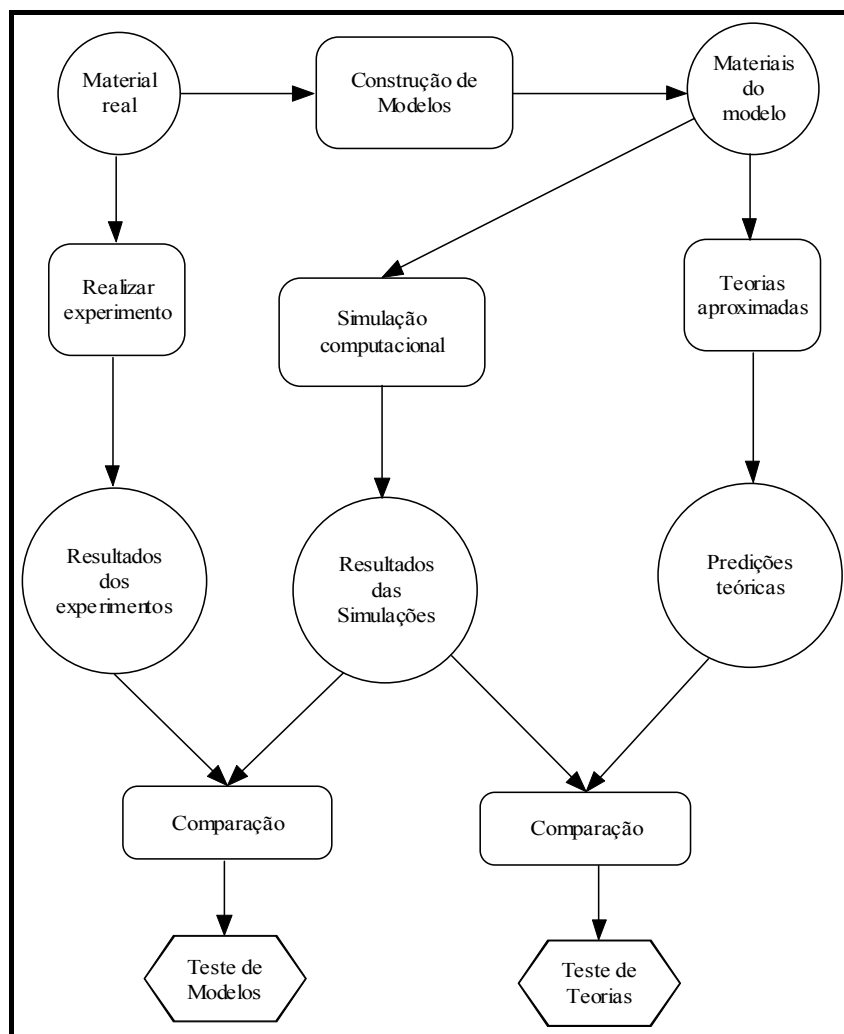 Material
real
Construção de
Modelos
Materiais
do
modelo
Realizar
experimento
Simulação
computacional
Teorias
aproximadas
Resultados
dos
experimentos
Resultados
das
Simulações
Predições
teóricas
Comparação
Comparação
Teste de
Modelos
Teste de
Teorias